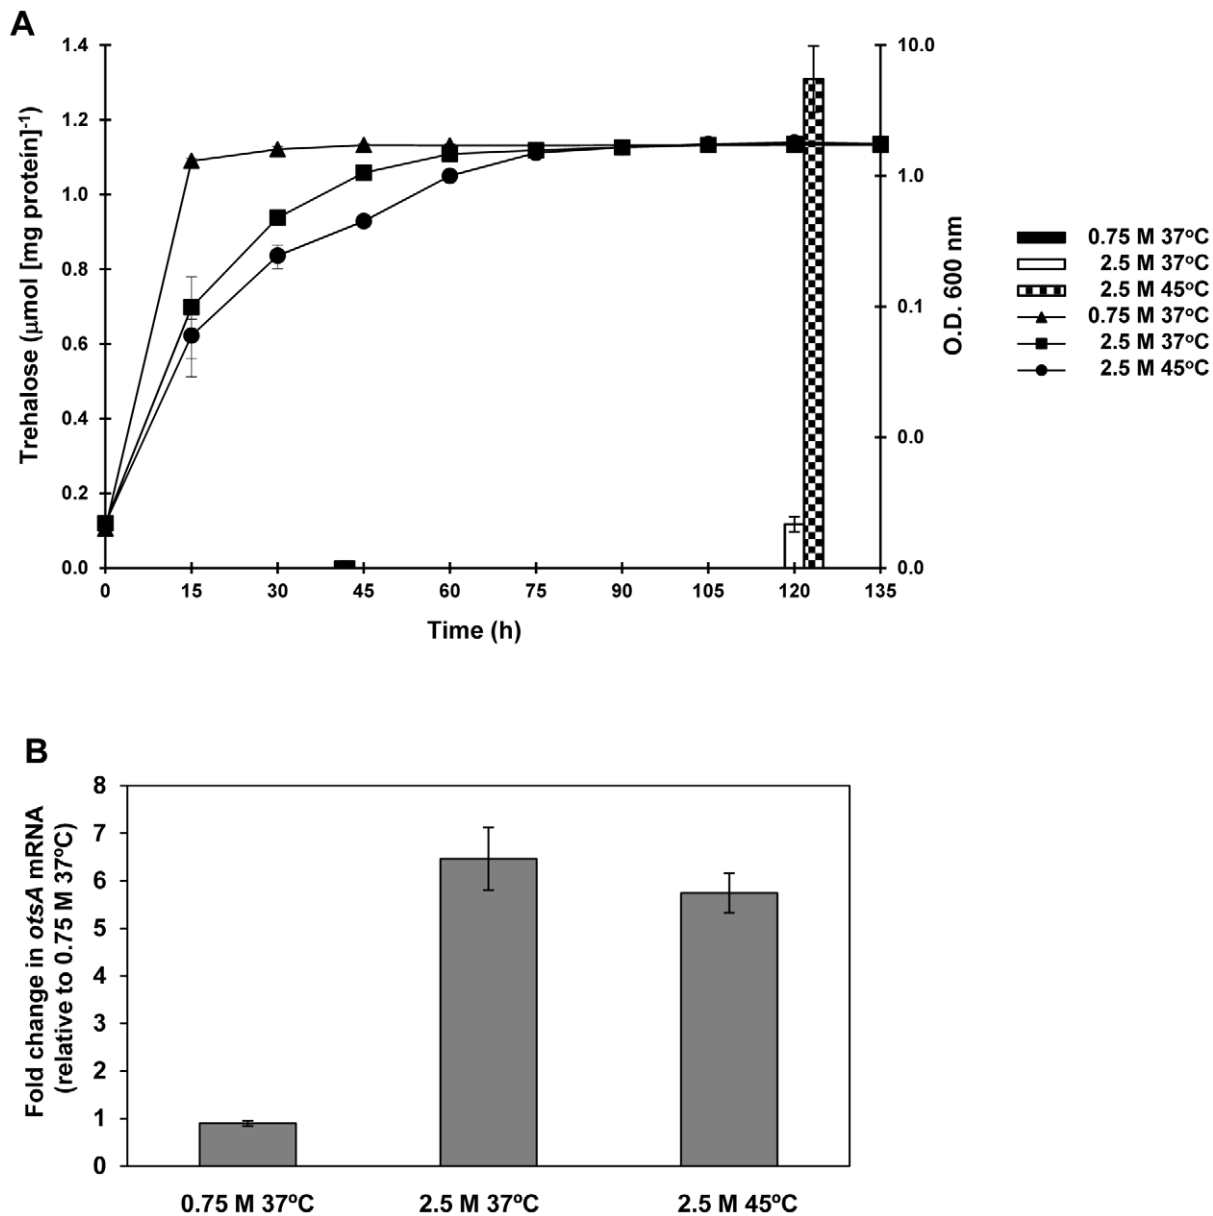 A
Trehalose (µmol [mg protein]-1)
1.4
1.2
1.0
0.8
0.6
0.4
0.2
0.0
10.0
1.0
0.1
0.0
0.0
O.D. 600 nm
0 15 30 45 60 75 90 105 120 135
Time (h)
0.75 M 37ºC
2.5 M 37ºC
2.5 M 45ºC
0.75 M 37ºC
2.5 M 37ºC
2.5 M 45ºC
B
Fold change in otsA mRNA
(relative to 0.75 M 37ºC)
8
7
6
5
4
3
2
1
0
0.75 M 37ºC 2.5 M 37ºC 2.5 M 45ºC